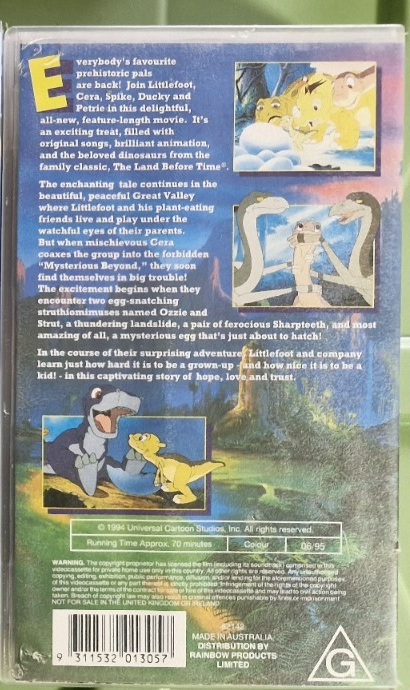 Everybody's favourite
prehistoric pals
are back! Join Littlefoot,
Cera, Spike, Ducky and
Petrie in this delightful,
all-new, feature-length movie. It's
an exciting treat, filled with
original songs, brilliant animation,
and the beloved dinosaurs from the
family classic, The Land Before Time®.
The enchanting tale continues in the
beautiful, peaceful Great Valley
where Littlefoot and his plant-eating
friends live and play under the
watchful eyes of their parents.
But when mischievous Cera
coaxes the group into the forbidden
"Mysterious Beyond," they soon
find themselves in big trouble!
The excitement begins when they
encounter two egg-snatching
struthiomimuses named Ozzie and
Strut, a thundering landslide, a pair of ferocious Sharpteeth, and most
amazing of all, a mysterious egg that's just about to hatch!
In the course of their surprising adventure, Littlefoot and company
learn just how hard it is to be a grown-up - and how nice it is to be a
kid! - in this captivating story of hope, love and trust.
© 1994 Universal Cartoon Studios, Inc. All rights reserved.
Running Time Approx. 70 minutes Colour 06/95
WARNING. The copyright proprietor has licensed the film (including its soundtrack) comprised in this
videocassette for private home use only in this country. All other rights are reserved. Any unauthorised
copying, editing, exhibition, public performance, diffusion and/or lending for the aforementioned purposes
of this videocassette or any part thereof is strictly prohibited. Infringement of the rights of the copyright
owner and/or the terms of the contract for sale or hire of this videocassette and may lead to civil action being
taken. Breach of copyright law may also result in criminal offences punishable by fines or imprisonment.
NOT FOR SALE IN THE UNITED KINGDOM OR IRELAND
82142
MADE IN AUSTRALIA
DISTRIBUTION BY
RAINBOW PRODUCTS
LIMITED
9 311532 013057
G